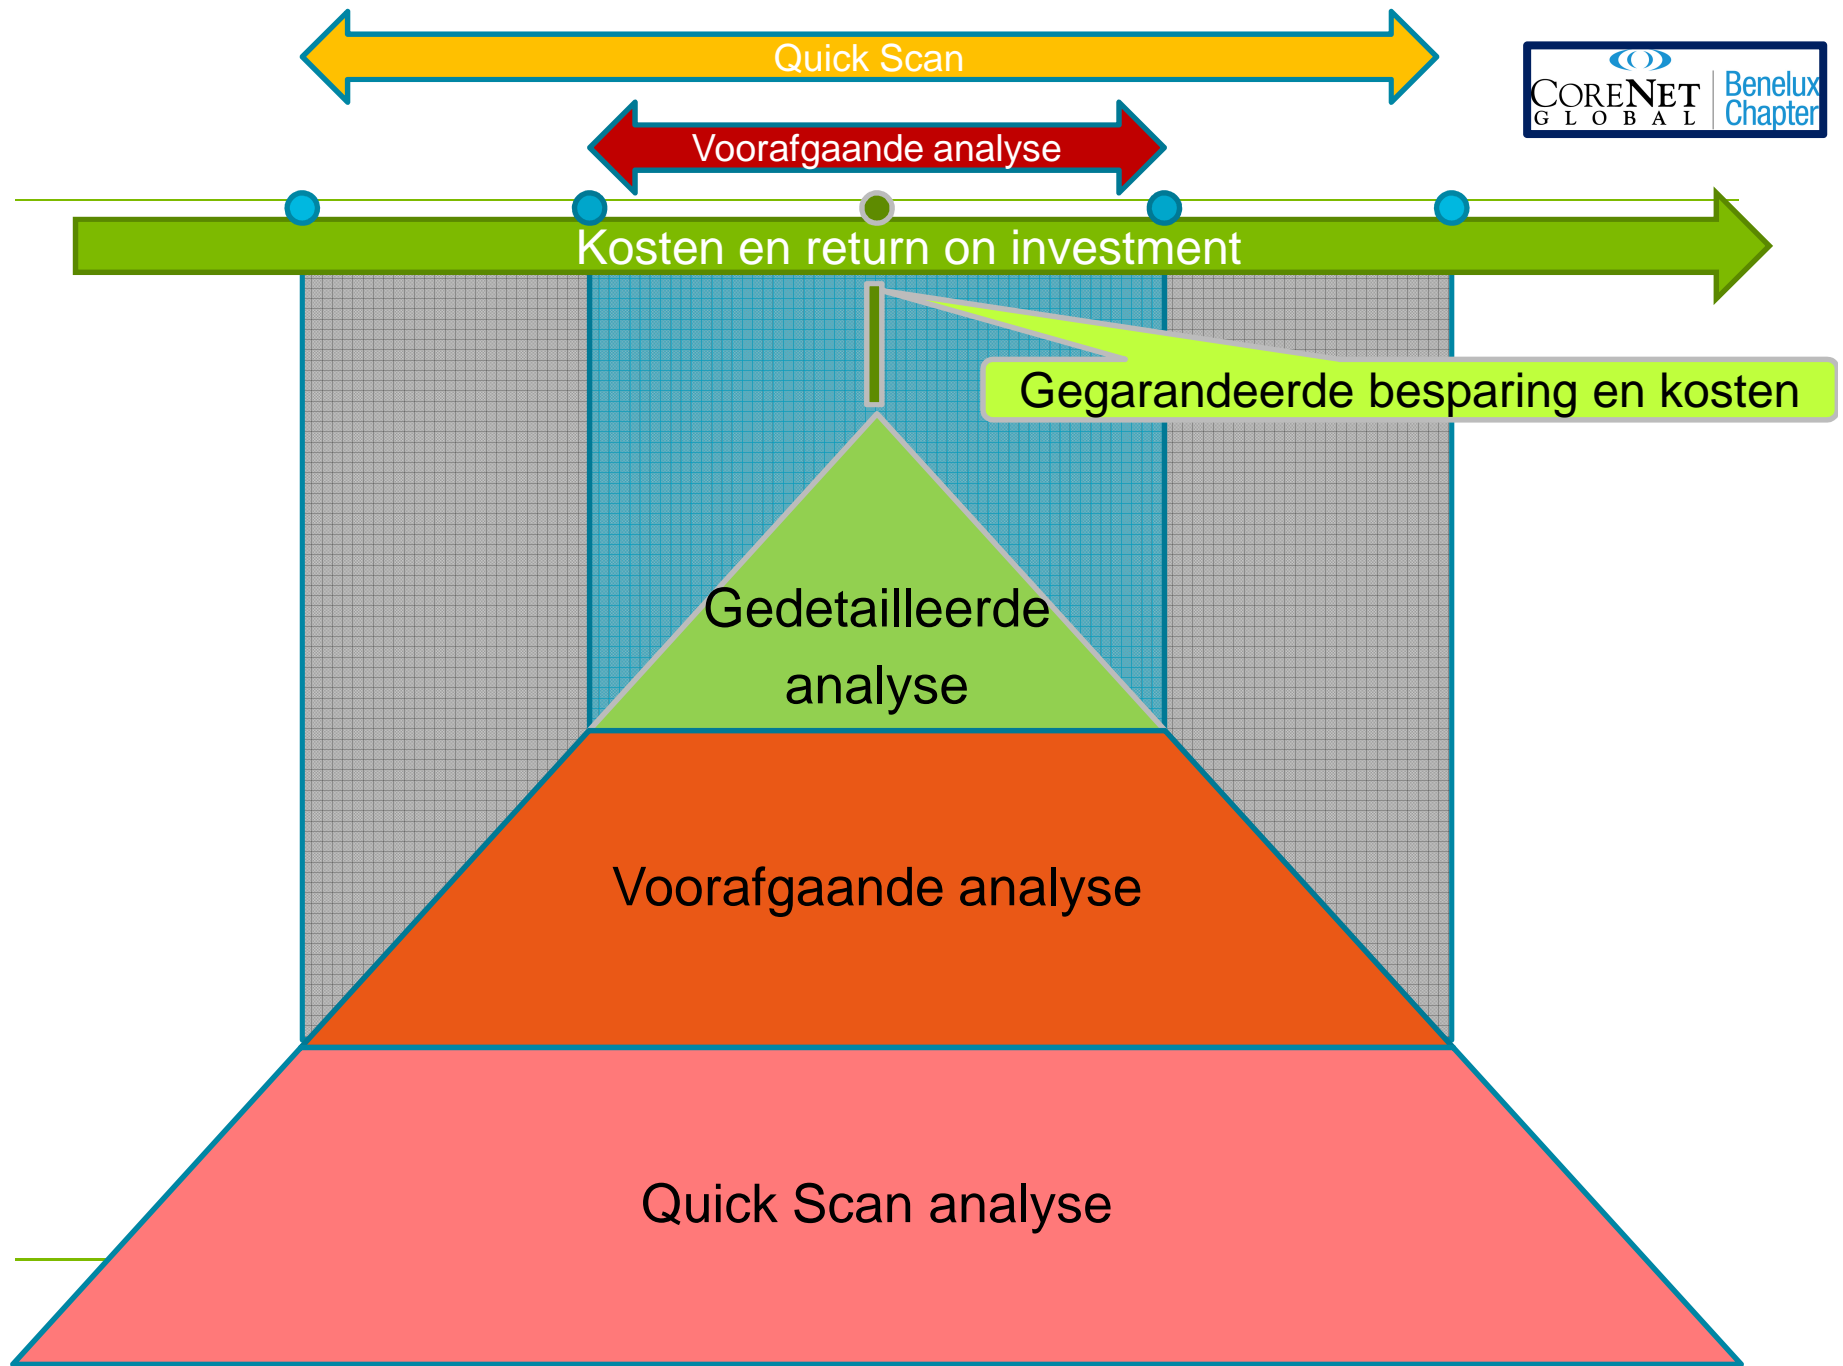 Quick Scan
CORENET
GLOBAL
Benelux
Chapter
Voorafgaande analyse
Kosten en return on investment
Gegarandeerde besparing en kosten
Gedetailleerde
analyse
Voorafgaande analyse
Quick Scan analyse